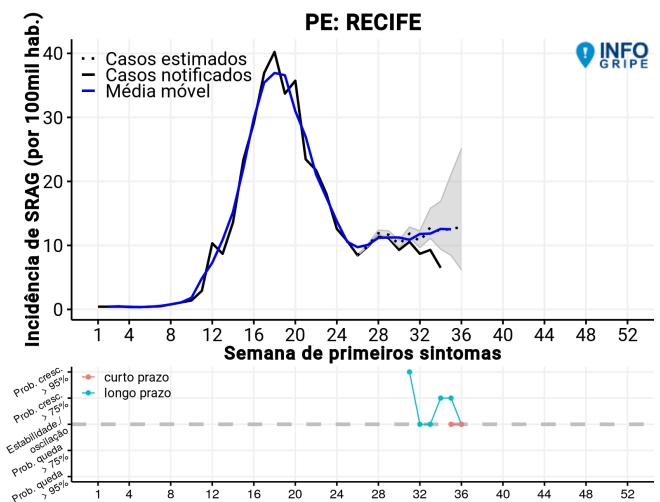 PE: RECIFE
INFO
GRIPE
Casos estimados
Casos notificados
Média móvel
Incidência de SRAG (por 100mil hab.)
40
30
20
10
0
1 4 8 12 16 20 24 28 32 36 40 44 48 52
Semana de primeiros sintomas
curto prazo
longo prazo
Prob. cresc.
> 95%
Prob. cresc.
> 75%
Estabilidade/
oscilação
Prob. queda
> 75%
Prob. queda
> 95%
1 4 8 12 16 20 24 28 32 36 40 44 48 52